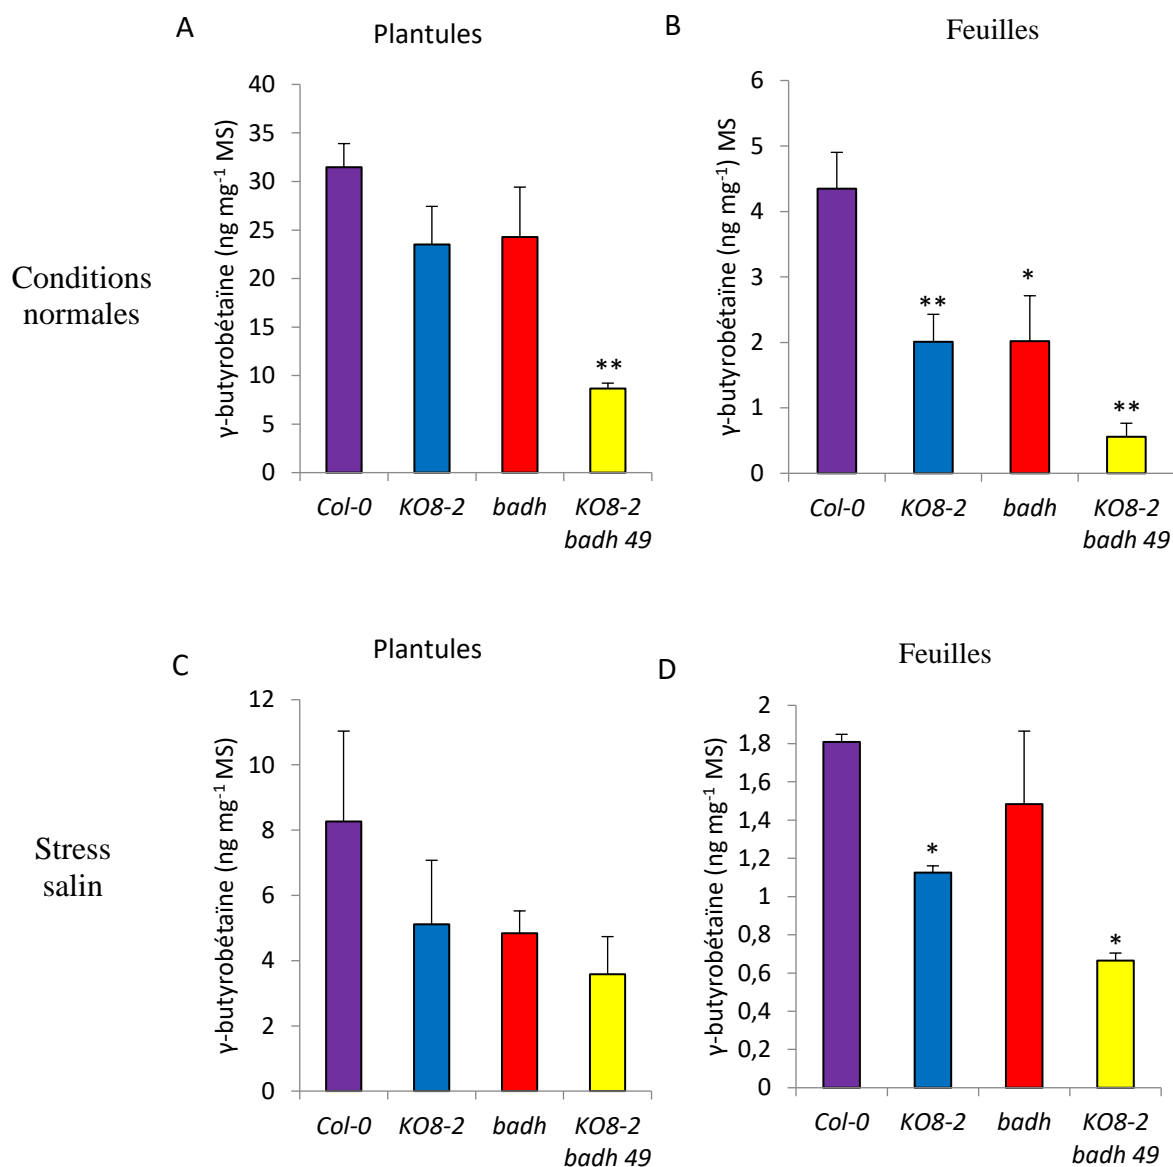 A
Plantules
B
Feuilles
Conditions
normales
γ-butyrobétaïne (ng mg⁻¹ MS)
40
35
30
25
20
15
10
5
0
**
Col-0 KO8-2 badh KO8-2
badh 49
γ-butyrobétaïne (ng mg⁻¹) MS
6
5
4
3
2
1
0
**
*
**
Col-0 KO8-2 badh KO8-2
badh 49
C
Plantules
D
Feuilles
Stress
salin
γ-butyrobétaïne (ng mg⁻¹ MS)
12
10
8
6
4
2
0
Col-0 KO8-2 badh KO8-2
badh 49
γ-butyrobétaïne (ng mg⁻¹ MS)
2
1,8
1,6
1,4
1,2
1
0,8
0,6
0,4
0,2
0
*
*
Col-0 KO8-2 badh KO8-2
badh 49